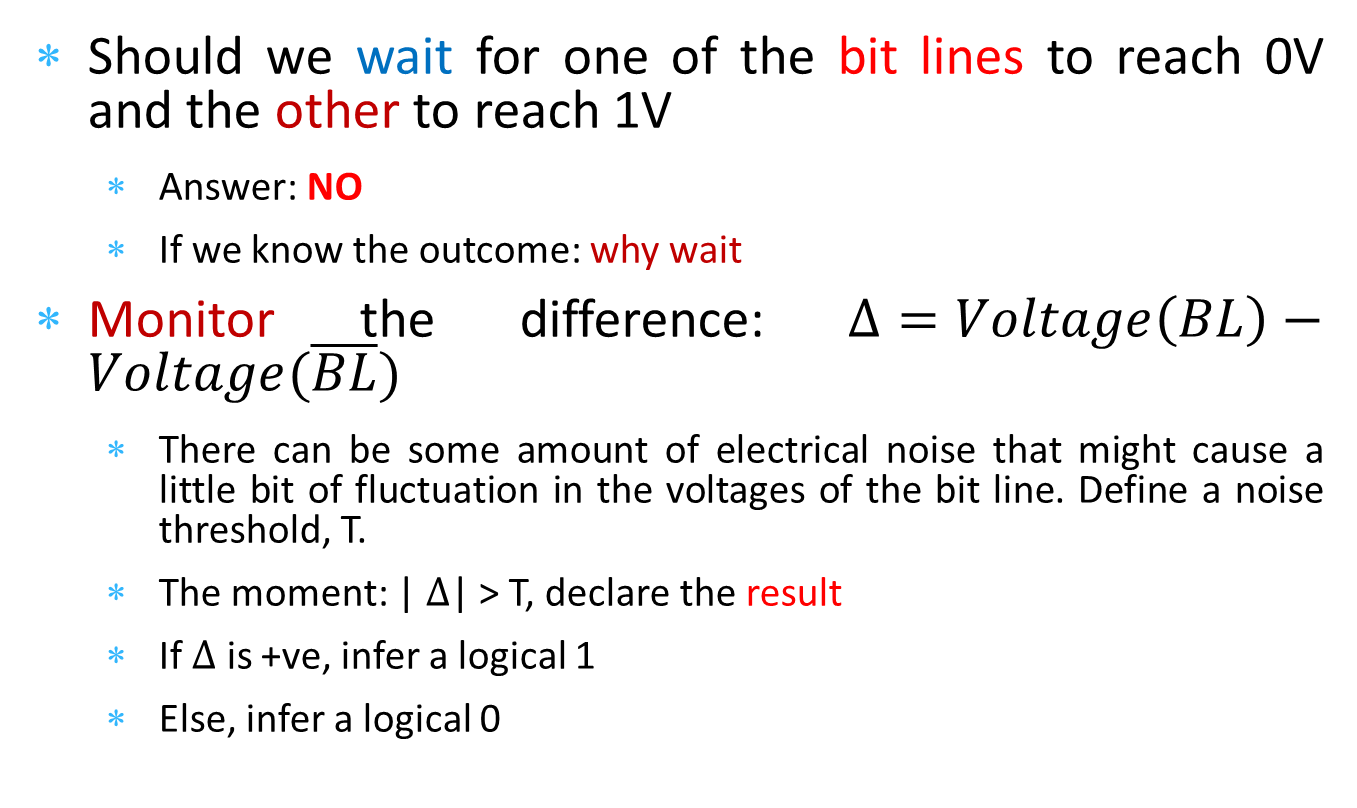 * Should we wait for one of the bit lines to reach 0V
and the other to reach 1V
* Answer: NO
* If we know the outcome: why wait
* Monitor the difference: Δ = Voltage(BL) −
Voltage(B̅L̅)
* There can be some amount of electrical noise that might cause a
little bit of fluctuation in the voltages of the bit line. Define a noise
threshold, T.
* The moment: | Δ| > T, declare the result
* If Δ is +ve, infer a logical 1
* Else, infer a logical 0